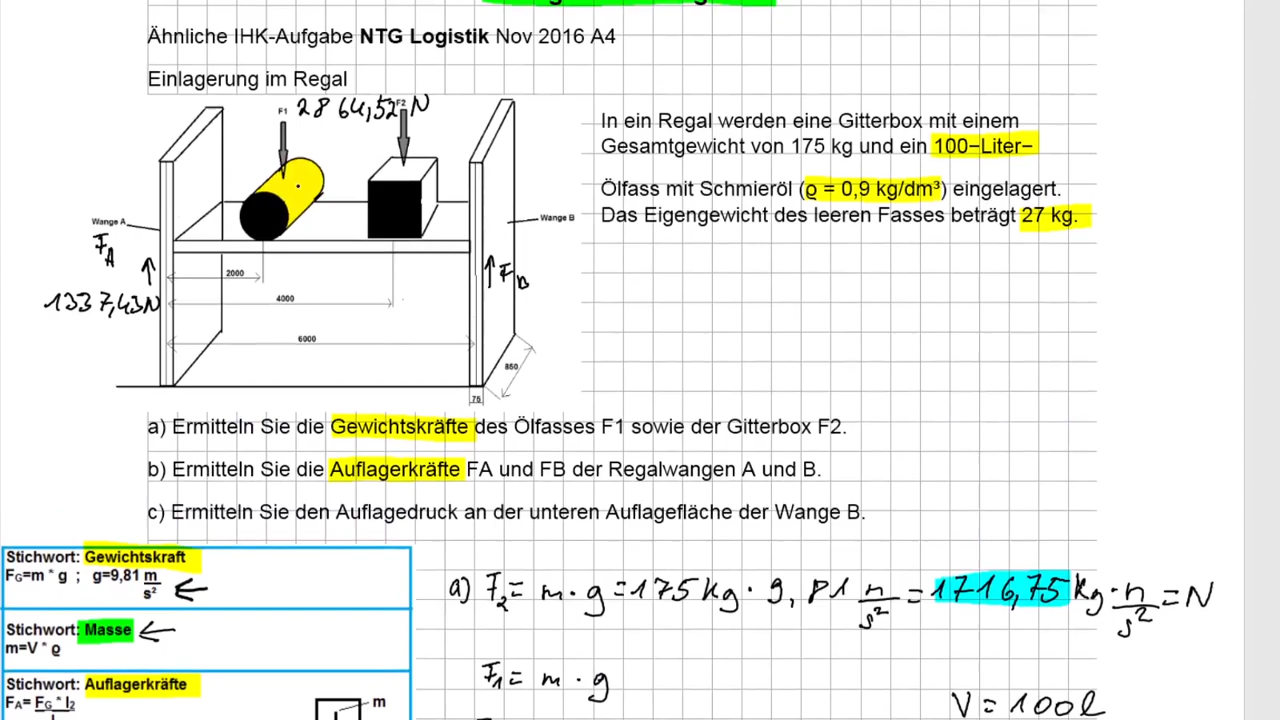 Ähnliche IHK-Aufgabe NTG Logistik Nov 2016 A4
Einlagerung im Regal
F1 2864,52 N F2
In ein Regal werden eine Gitterbox mit einem
Gesamtgewicht von 175 kg und ein 100-Liter-
Ölfass mit Schmieröl (ϱ = 0,9 kg/dm³) eingelagert.
Das Eigengewicht des leeren Fasses beträgt 27 kg.
Wange A
Wange B
FA
FB
1337,43N
2000
4000
6000
850
75
a) Ermitteln Sie die Gewichtskräfte des Ölfasses F1 sowie der Gitterbox F2.
b) Ermitteln Sie die Auflagerkräfte FA und FB der Regalwangen A und B.
c) Ermitteln Sie den Auflagedruck an der unteren Auflagefläche der Wange B.
Stichwort: Gewichtskraft
FG=m * g ; g=9,81 m/s²
Stichwort: Masse
m=V * ϱ
Stichwort: Auflagerkräfte
FA= FG * l2
m
a) F2 = m · g = 175 kg · 9,81 m/s² = 1716,75 kg · m/s² = N
F1 = m · g
V = 100l